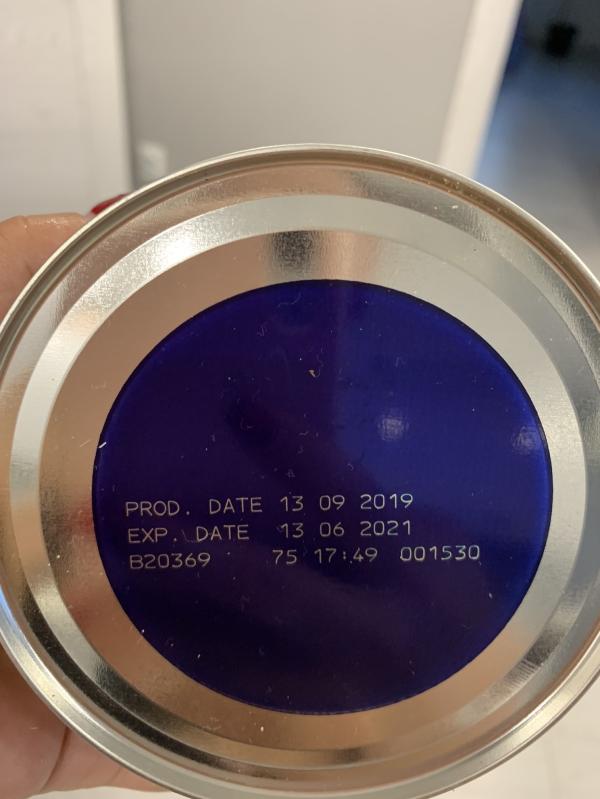 PROD. DATE 13 09 2019
EXP. DATE 13 06 2021
B20369 75 17:49 001530